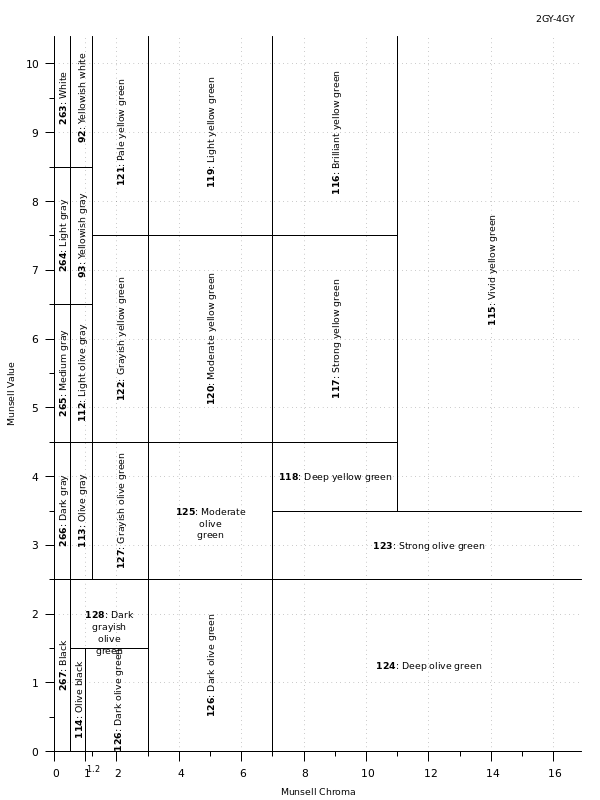 2GY-4GY
10
9
8
7
6
5
4
3
2
1
0
Munsell Value
263: White
92: Yellowish white
121: Pale yellow green
119: Light yellow green
116: Brilliant yellow green
264: Light gray
93: Yellowish gray
115: Vivid yellow green
265: Medium gray
112: Light olive gray
122: Grayish yellow green
120: Moderate yellow green
117: Strong yellow green
266: Dark gray
113: Olive gray
127: Grayish olive green
125: Moderate
olive
green
118: Deep yellow green
123: Strong olive green
267: Black
114: Olive black
128: Dark
grayish
olive
green
126: Dark olive green
126: Dark olive green
124: Deep olive green
0
1
1.2
2
4
6
8
10
12
14
16
Munsell Chroma